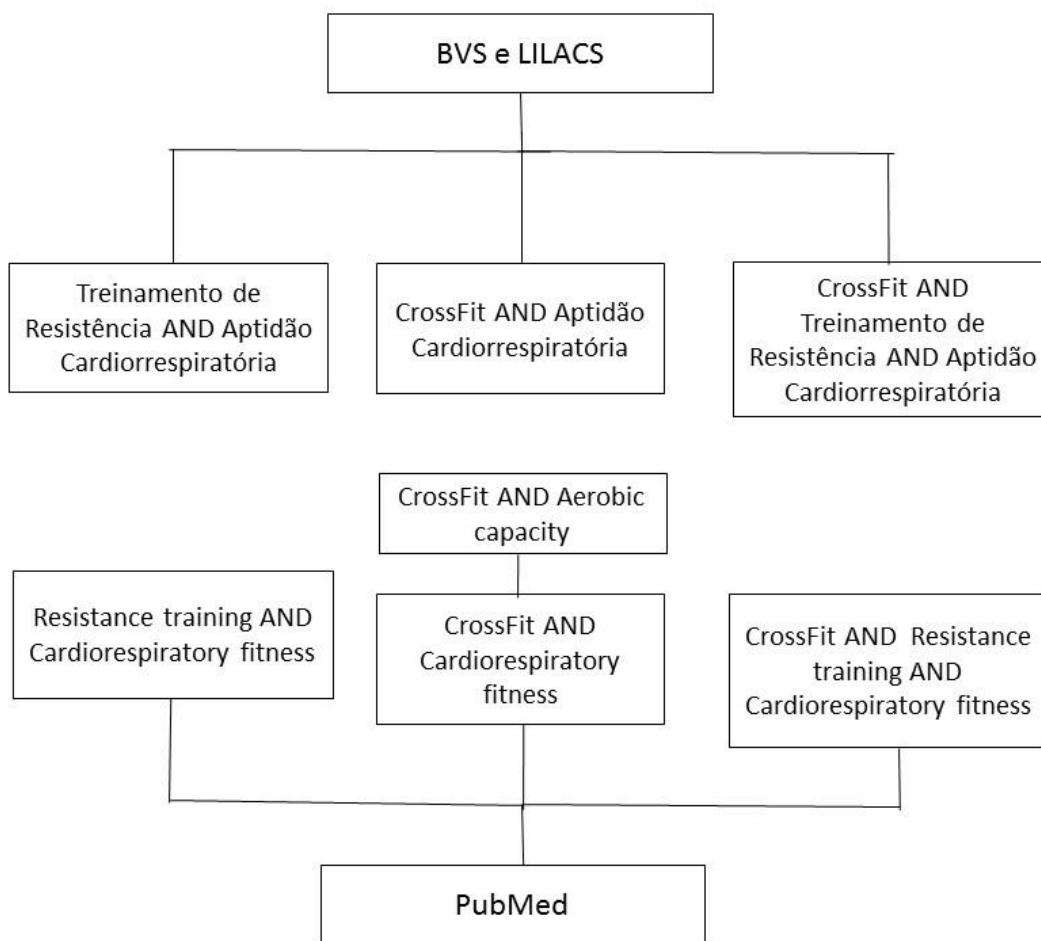 BVS e LILACS
Treinamento de
Resistência AND Aptidão
Cardiorrespiratória
CrossFit AND Aptidão
Cardiorrespiratória
CrossFit AND
Treinamento de
Resistência AND Aptidão
Cardiorrespiratória
CrossFit AND Aerobic
capacity
Resistance training AND
Cardiorespiratory fitness
CrossFit AND
Cardiorespiratory
fitness
CrossFit AND Resistance
training AND
Cardiorespiratory fitness
PubMed